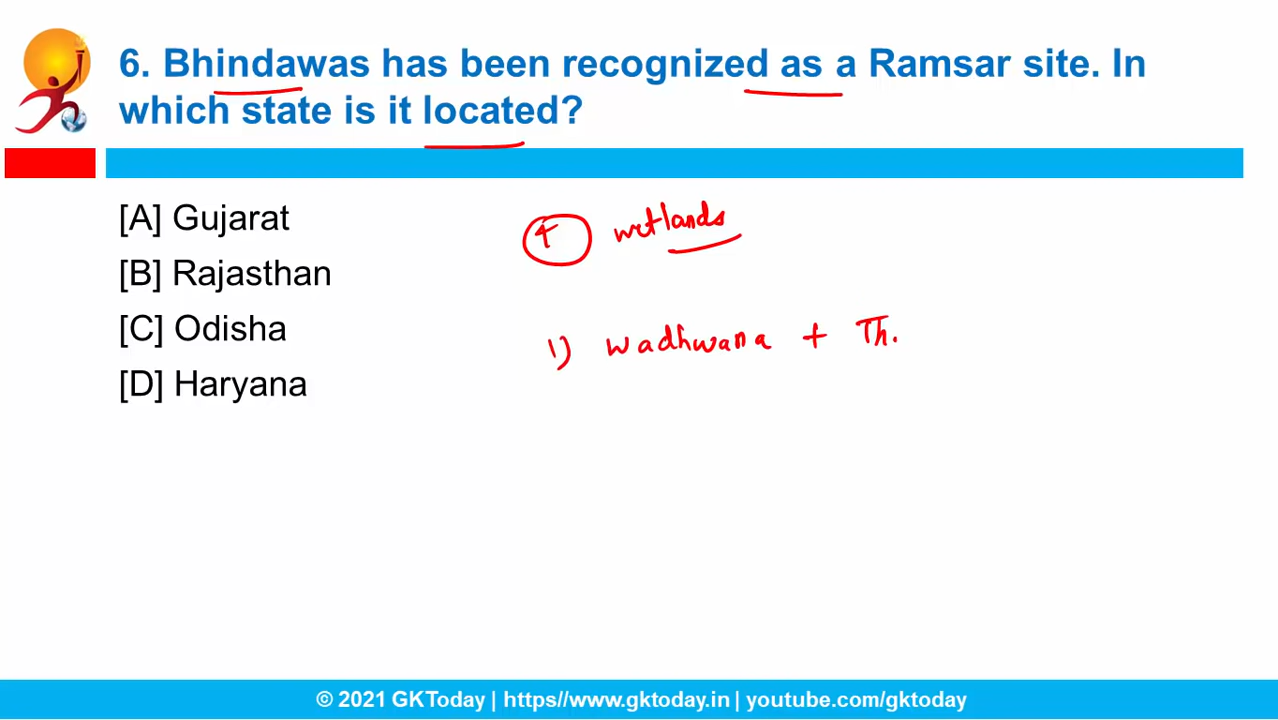 6. Bhindawas has been recognized as a Ramsar site. In
which state is it located?
[A] Gujarat
[B] Rajasthan
[C] Odisha
[D] Haryana
4 wetlands
1) wadhwana + Th.
© 2021 GKToday | https//www.gktoday.in | youtube.com/gktoday